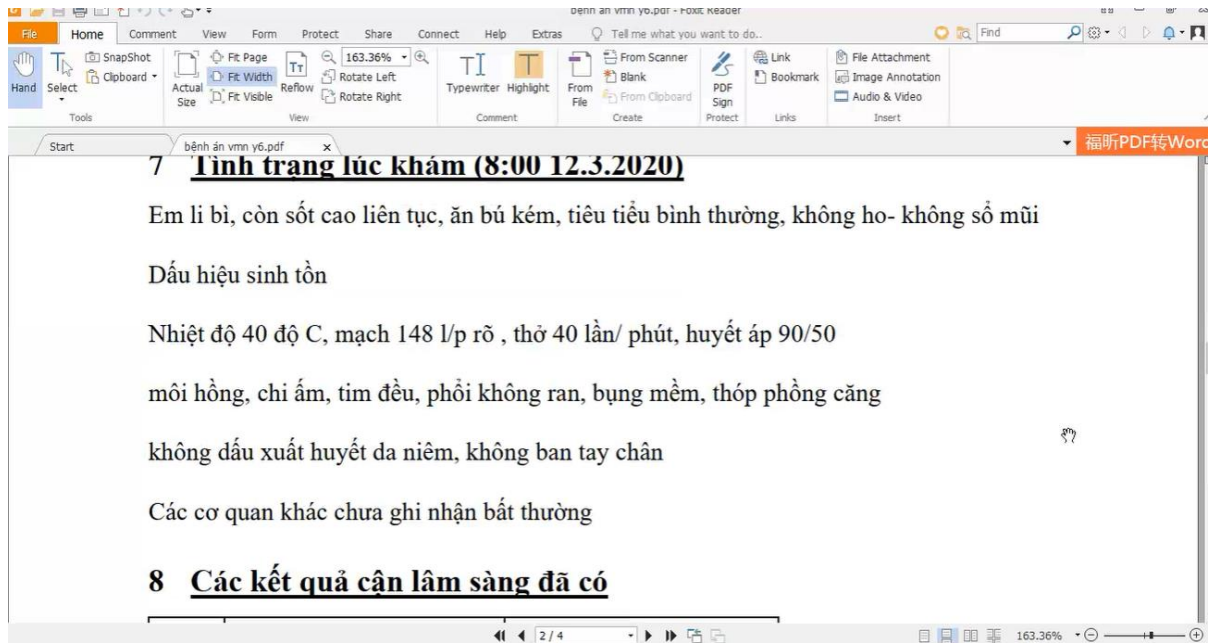 bệnh án vmn y6.pdf - Foxit Reader
File Home Comment View Form Protect Share Connect Help Extras Tell me what you want to do.. Find
Hand
Select
SnapShot
Clipboard
Actual Size
Fit Page
Fit Width
Fit Visible
Reflow
163.36%
Rotate Left
Rotate Right
Typewriter
Highlight
From File
From Scanner
Blank
From Clipboard
PDF Sign
Link
Bookmark
File Attachment
Image Annotation
Audio & Video
Tools View Comment Create Protect Links Insert
Start bệnh án vmn y6.pdf x 福昕PDF转Word
7 Tình trạng lúc khám (8:00 12.3.2020)
Em li bì, còn sốt cao liên tục, ăn bú kém, tiêu tiểu bình thường, không ho- không sổ mũi
Dấu hiệu sinh tồn
Nhiệt độ 40 độ C, mạch 148 l/p rõ , thở 40 lần/ phút, huyết áp 90/50
môi hồng, chi ấm, tim đều, phổi không ran, bụng mềm, thóp phồng căng
không dấu xuất huyết da niêm, không ban tay chân
Các cơ quan khác chưa ghi nhận bất thường
8 Các kết quả cận lâm sàng đã có
2 / 4 163.36%